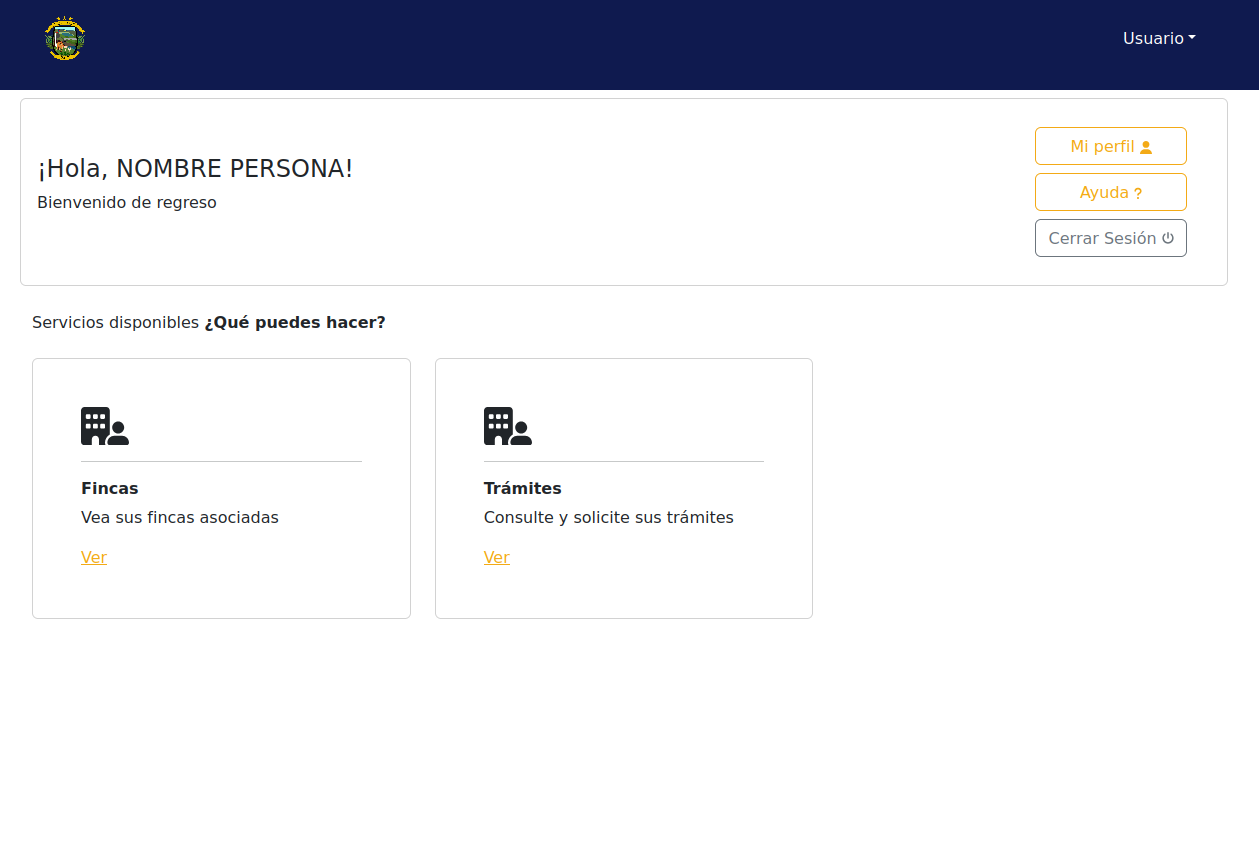 Usuario
¡Hola, NOMBRE PERSONA!
Bienvenido de regreso
Mi perfil
Ayuda ?
Cerrar Sesión
Servicios disponibles ¿Qué puedes hacer?
Fincas
Vea sus fincas asociadas
Ver
Trámites
Consulte y solicite sus trámites
Ver